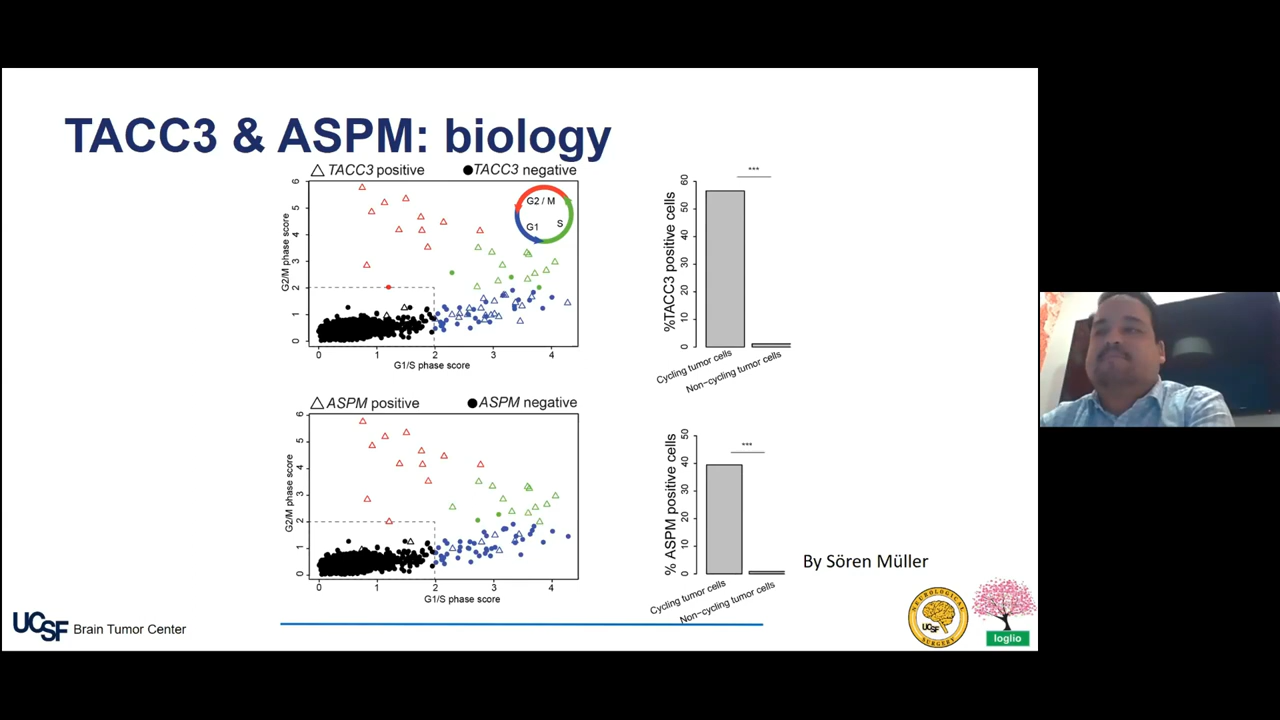 TACC3 & ASPM: biology
△ TACC3 positive ●TACC3 negative
G2/M phase score
0 1 2 3 4 5 6
G2 / M
S
G1
0 1 2 3 4
G1/S phase score
%TACC3 positive cells
0 10 20 30 40 50 60
***
Cycling tumor cells
Non-cycling tumor cells
△ ASPM positive ●ASPM negative
G2/M phase score
0 1 2 3 4 5 6
0 1 2 3 4
G1/S phase score
% ASPM positive cells
0 10 20 30 40 50
***
Cycling tumor cells
Non-cycling tumor cells
By Sören Müller
UCSF Brain Tumor Center
NEUROLOGICAL
UCSF
SURGERY
loglio